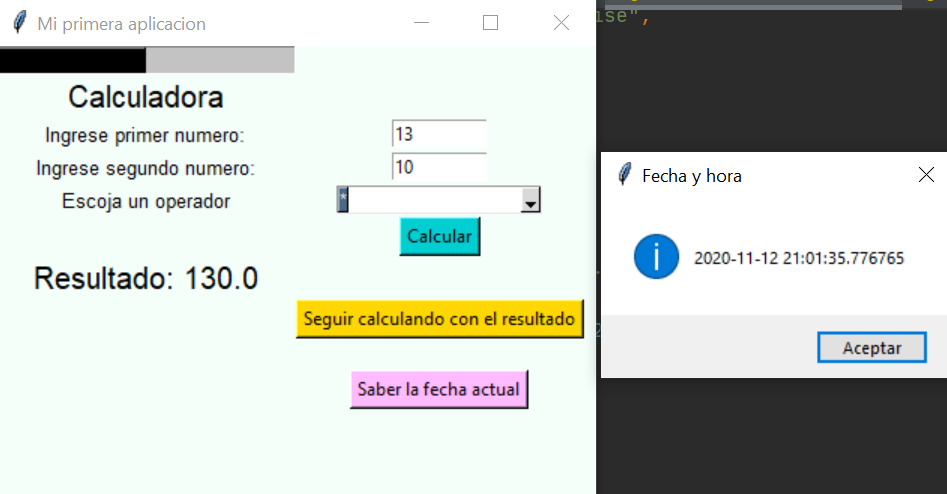 Mi primera aplicacion
Calculadora
Ingrese primer numero:
13
Ingrese segundo numero:
10
Escoja un operador
*
Calcular
Resultado: 130.0
Seguir calculando con el resultado
Saber la fecha actual
ise",
Fecha y hora
2020-11-12 21:01:35.776765
Aceptar